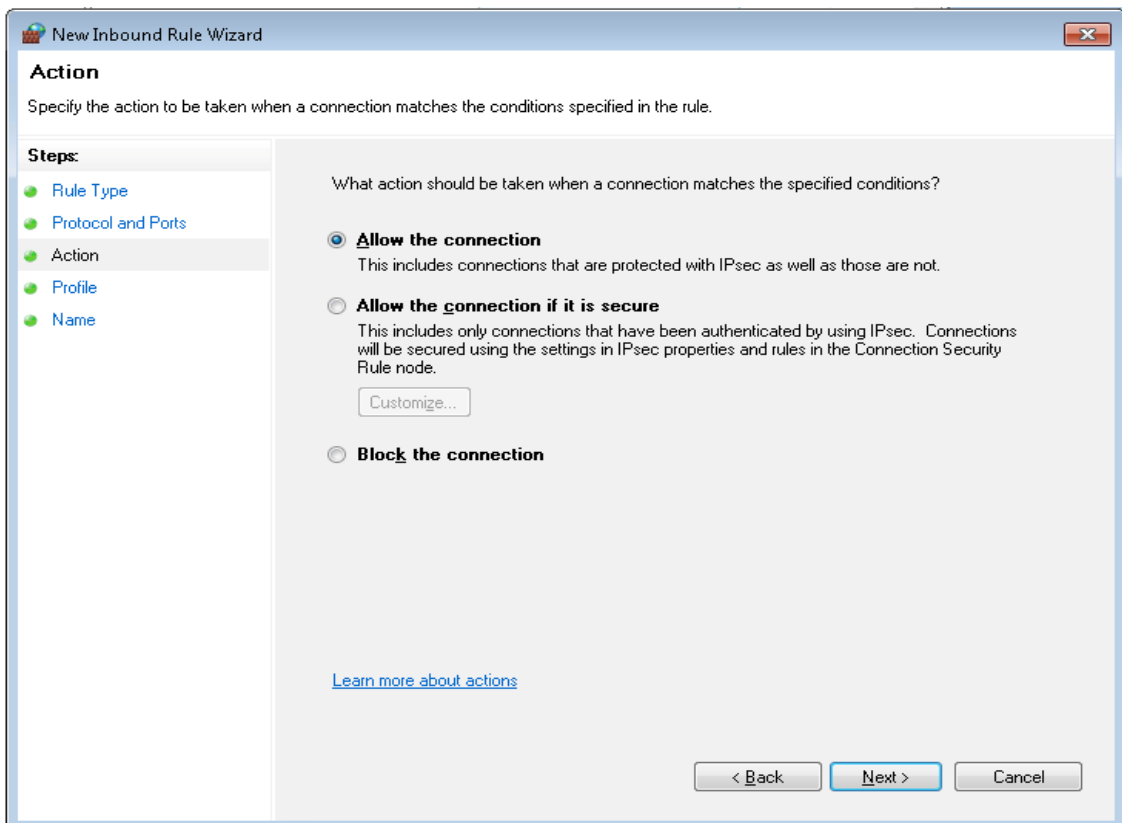 New Inbound Rule Wizard
Action
Specify the action to be taken when a connection matches the conditions specified in the rule.
Steps:
Rule Type
Protocol and Ports
Action
Profile
Name
What action should be taken when a connection matches the specified conditions?
Allow the connection
This includes connections that are protected with IPsec as well as those are not.
Allow the connection if it is secure
This includes only connections that have been authenticated by using IPsec. Connections
will be secured using the settings in IPsec properties and rules in the Connection Security
Rule node.
Customize...
Block the connection
Learn more about actions
< Back
Next >
Cancel